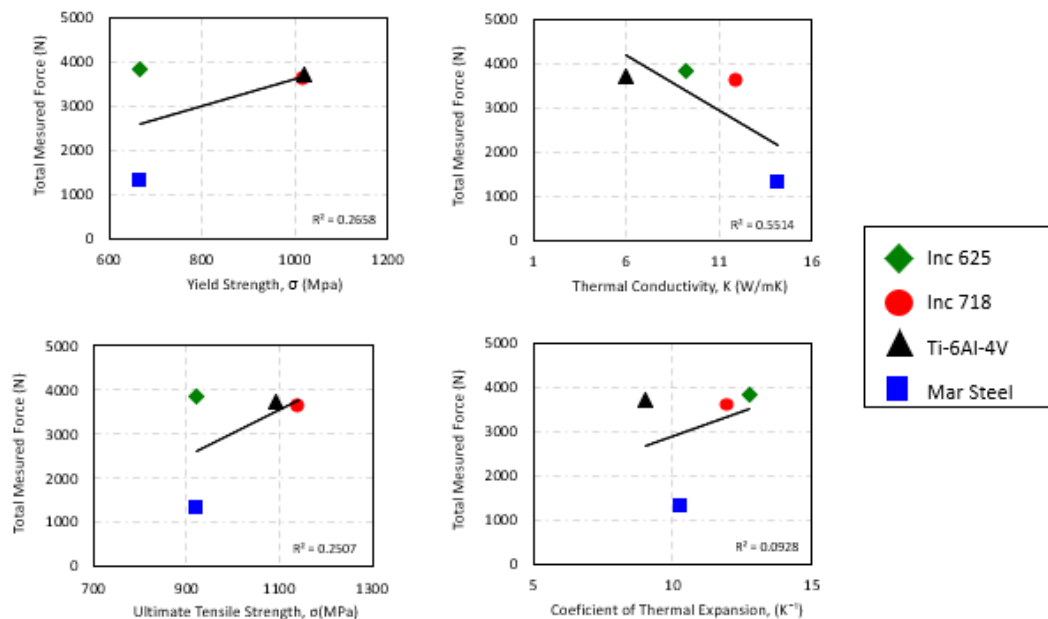 5000
4000
3000
2000
1000
0
Total Mesured Force (N)
R² = 0.2658
600 800 1000 1200
Yield Strength, σ (Mpa)
5000
4000
3000
2000
1000
0
Total Mesured Force (N)
R² = 0.5514
1 6 11 16
Thermal Conductivity, K (W/mK)
5000
4000
3000
2000
1000
0
Total Mesured Force (N)
R² = 0.2507
700 900 1100 1300
Ultimate Tensile Strength, σ(MPa)
5000
4000
3000
2000
1000
0
Total Mesured Force (N)
R² = 0.0928
5 10 15
Coeficient of Thermal Expansion, (K⁻¹)
Inc 625
Inc 718
Ti-6Al-4V
Mar Steel